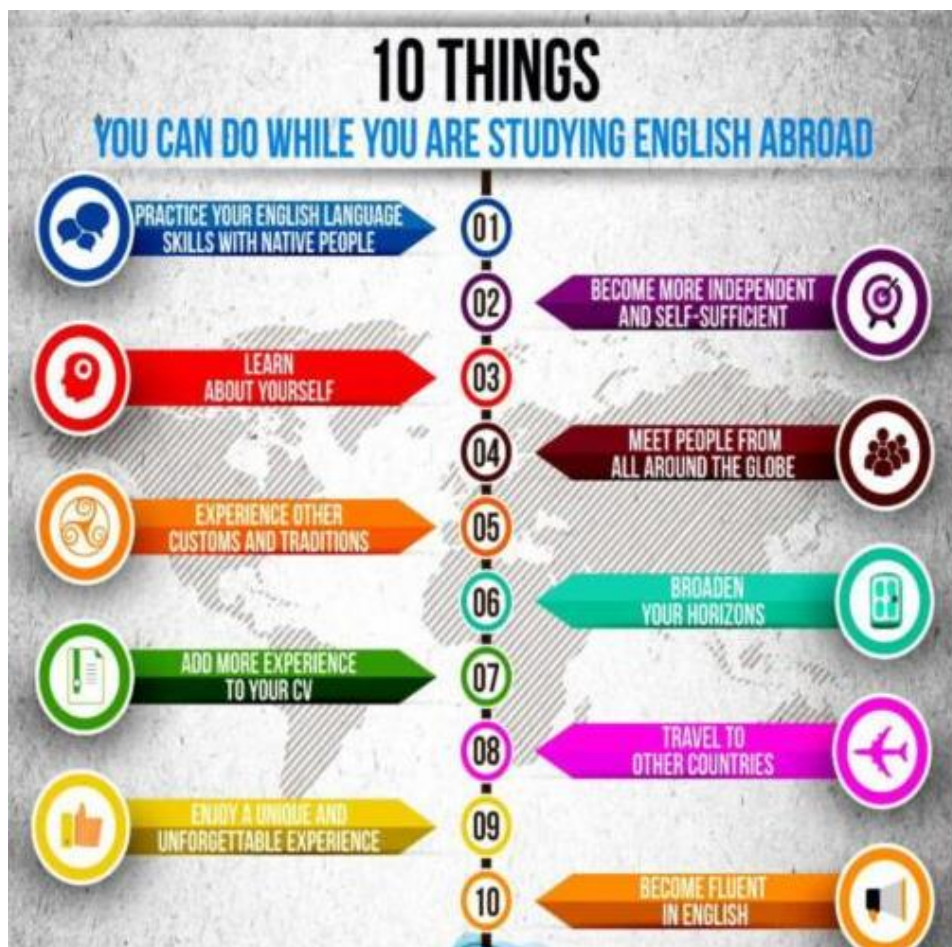 10 THINGS
YOU CAN DO WHILE YOU ARE STUDYING ENGLISH ABROAD
PRACTICE YOUR ENGLISH LANGUAGE
SKILLS WITH NATIVE PEOPLE
01
02
BECOME MORE INDEPENDENT
AND SELF-SUFFICIENT
LEARN
ABOUT YOURSELF
03
04
MEET PEOPLE FROM
ALL AROUND THE GLOBE
EXPERIENCE OTHER
CUSTOMS AND TRADITIONS
05
06
BROADEN
YOUR HORIZONS
ADD MORE EXPERIENCE
TO YOUR CV
07
08
TRAVEL TO
OTHER COUNTRIES
ENJOY A UNIQUE AND
UNFORGETTABLE EXPERIENCE
09
10
BECOME FLUENT
IN ENGLISH